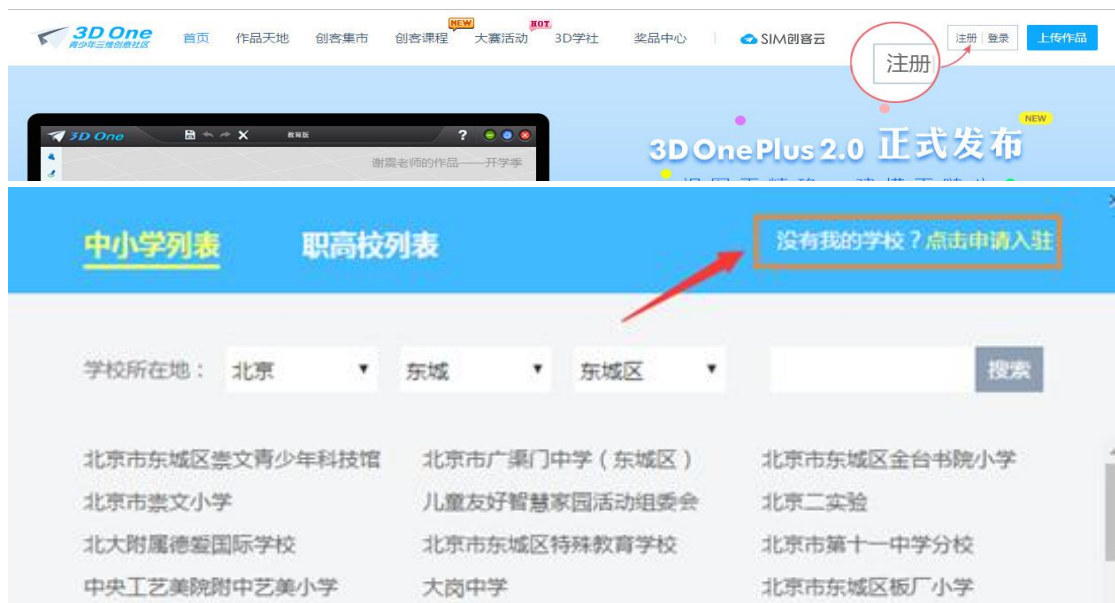 3D One
青少年三维创意社区
首页 作品天地 创客集市 创客课程 NEW 大赛活动 HOT 3D学社 奖品中心 SIM创客云 注册 登录 上传作品
注册
3D One 教育版 ?
谢震老师的作品——开学季
NEW
3D One Plus 2.0 正式发布
中小学列表 职高校列表 没有我的学校？点击申请入驻
学校所在地： 北京 东城 东城区 搜索
北京市东城区崇文青少年科技馆 北京市广渠门中学（东城区） 北京市东城区金台书院小学
北京市崇文小学 儿童友好智慧家园活动组委会 北京二实验
北大附属德爱国际学校 北京市东城区特殊教育学校 北京市第十一中学分校
中央工艺美院附中艺美小学 大岗中学 北京市东城区板厂小学